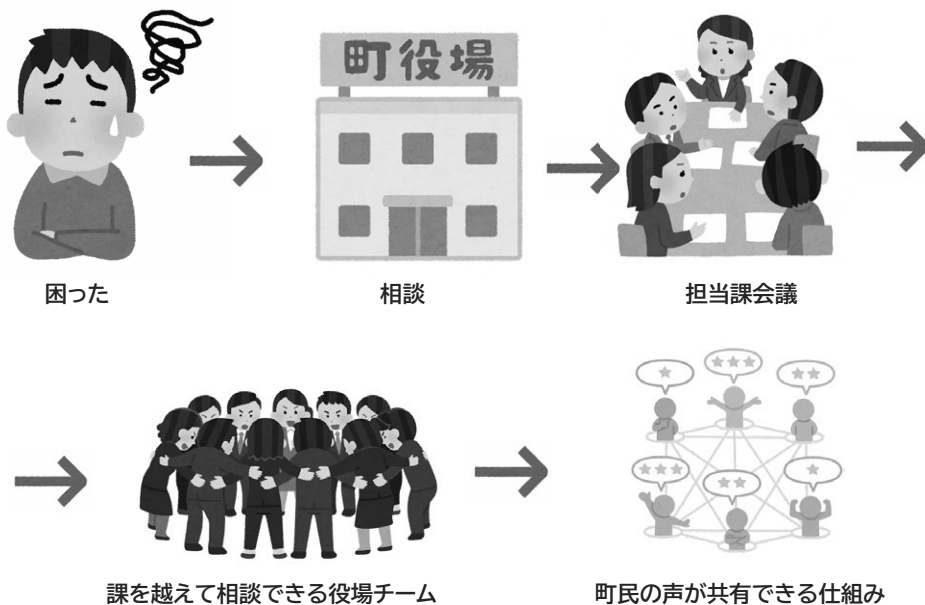 町役場
困った
相談
担当課会議
課を越えて相談できる役場チーム
町民の声が共有できる仕組み